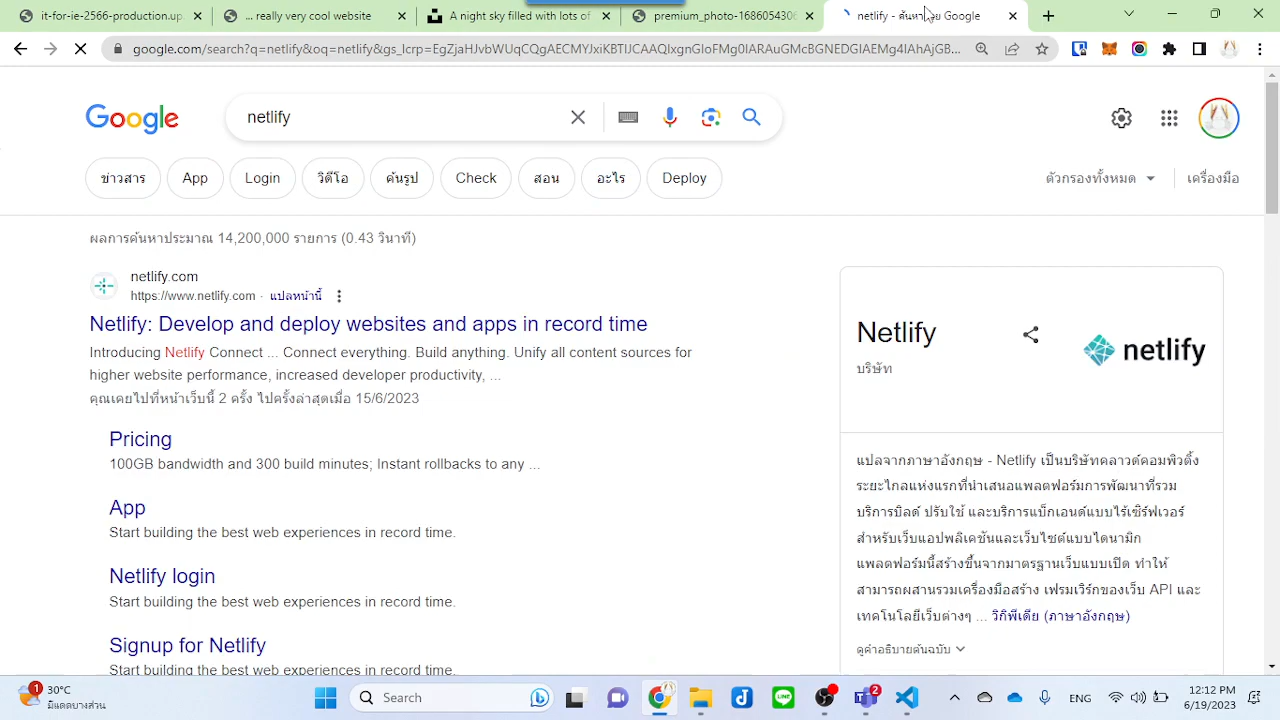 it-for-ie-2566-production.up
... really very cool website
A night sky filled with lots of
premium_photo-168605430
netlify - ค้นหาด้วย Google
google.com/search?q=netlify&oq=netlify&gs_lcrp=EgZjaHJvbWUqCQgAECMYJxiKBTIJCAAQIxgnGIoFMg0IARAuGMcBGNEDGIAEMg4IAhAjGB...
Google
netlify
ข่าวสาร
App
Login
วิดีโอ
คันรูป
Check
สอน
อะไร
Deploy
ตัวกรองทั้งหมด
เครื่องมือ
ผลการค้นหาประมาณ 14,200,000 รายการ (0.43 วินาที)
netlify.com
https://www.netlify.com · แปลหน้านี้
Netlify: Develop and deploy websites and apps in record time
Introducing Netlify Connect ... Connect everything. Build anything. Unify all content sources for
higher website performance, increased developer productivity, ...
คุณเคยไปที่หน้าเว็บนี้ 2 ครั้ง ไปครั้งล่าสุดเมื่อ 15/6/2023
Pricing
100GB bandwidth and 300 build minutes; Instant rollbacks to any ...
App
Start building the best web experiences in record time.
Netlify login
Start building the best web experiences in record time.
Signup for Netlify
Start building the best web experiences in record time.
Netlify
บริษัท
netlify
แปลจากภาษาอังกฤษ - Netlify เป็นบริษัทคลาวด์คอมพิวติ้ง
ระยะไกลแห่งแรกที่นำเสนอแพลตฟอร์มการพัฒนาที่รวม
บริการบิลด์ ปรับใช้ และบริการแบ็กเอนด์แบบไร้เซิร์ฟเวอร์
สำหรับเว็บแอปพลิเคชันและเว็บไซต์แบบไดนามิก
แพลตฟอร์มนี้สร้างขึ้นจากมาตรฐานเว็บแบบเปิด ทำให้
สามารถผสานรวมเครื่องมือสร้าง เฟรมเวิร์กของเว็บ API และ
เทคโนโลยีเว็บต่างๆ ... วิกิพีเดีย (ภาษาอังกฤษ)
ดูคำอธิบายต้นฉบับ
1
30°C
มีแดดบางส่วน
Search
LINE
2
ENG
12:12 PM
6/19/2023